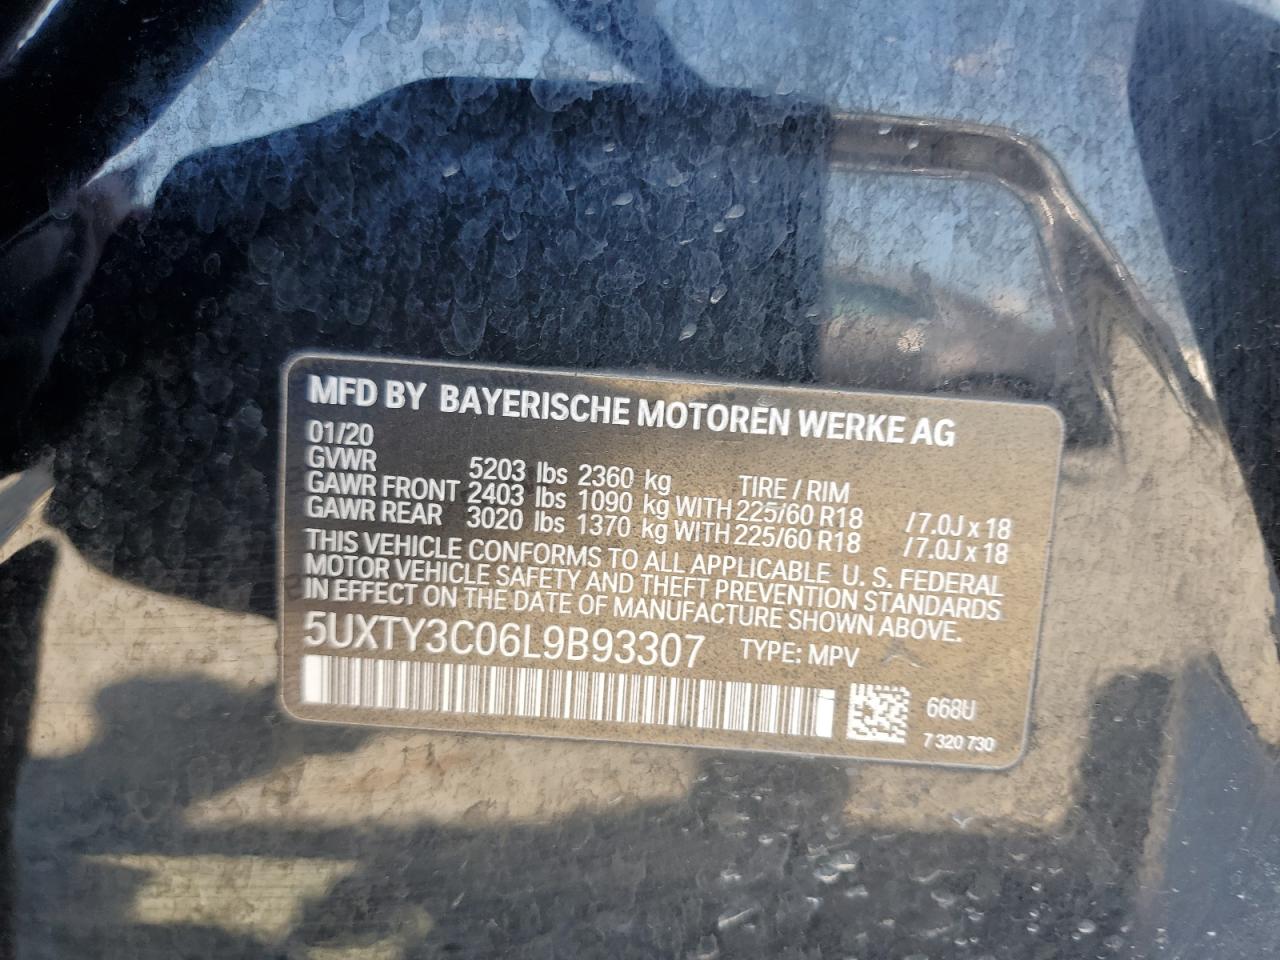 MFD BY BAYERISCHE MOTOREN WERKE AG
01/20
GVWR 5203 lbs 2360 kg TIRE / RIM
GAWR FRONT 2403 lbs 1090 kg WITH 225/60 R18 / 7.0J x 18
GAWR REAR 3020 lbs 1370 kg WITH 225/60 R18 / 7.0J x 18
THIS VEHICLE CONFORMS TO ALL APPLICABLE U. S. FEDERAL
MOTOR VEHICLE SAFETY AND THEFT PREVENTION STANDARDS
IN EFFECT ON THE DATE OF MANUFACTURE SHOWN ABOVE.
5UXTY3C06L9B93307 TYPE: MPV
668U
7 320 730